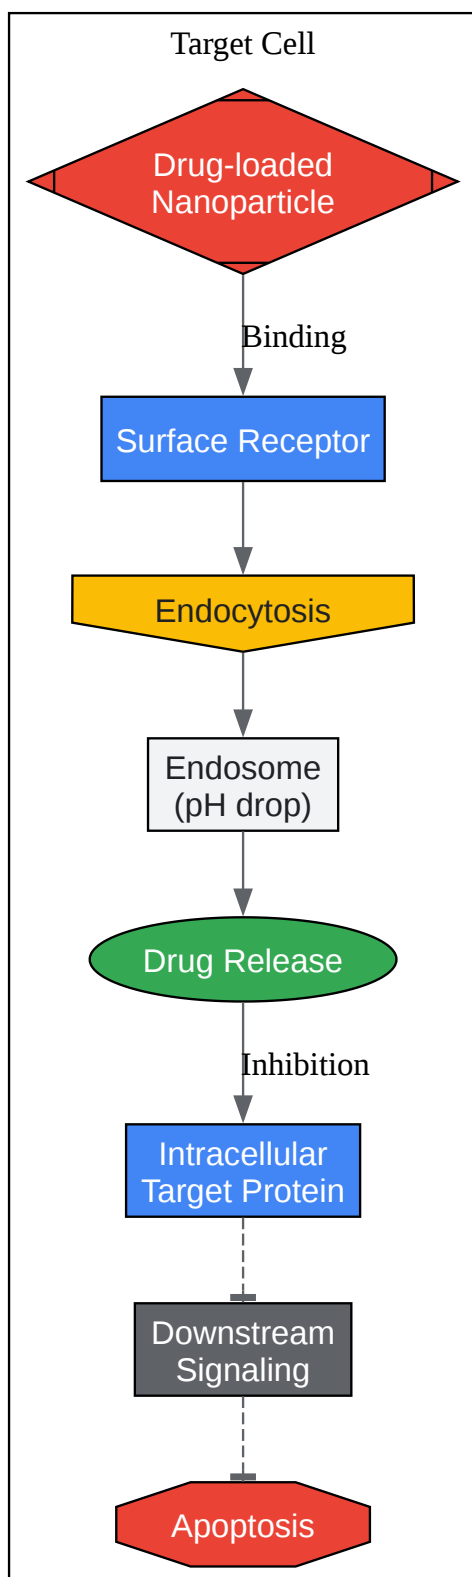 Target Cell
Drug-loaded
Nanoparticle
Binding
Surface Receptor
Endocytosis
Endosome
(pH drop)
Drug Release
Inhibition
Intracellular
Target Protein
Downstream
Signaling
Apoptosis